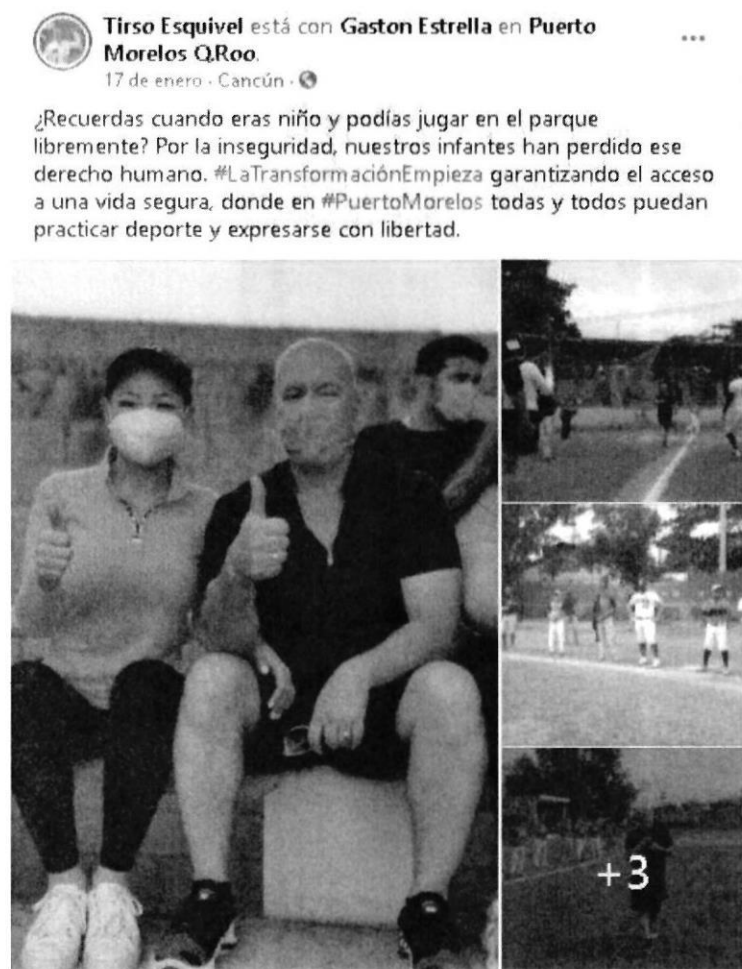 Tirso Esquivel está con Gaston Estrella en Puerto
Morelos Q.Roo.
17 de enero · Cancún ·
¿Recuerdas cuando eras niño y podías jugar en el parque
libremente? Por la inseguridad, nuestros infantes han perdido ese
derecho humano. #LaTransformaciónEmpieza garantizando el acceso
a una vida segura, donde en #PuertoMorelos todas y todos puedan
practicar deporte y expresarse con libertad.
+3